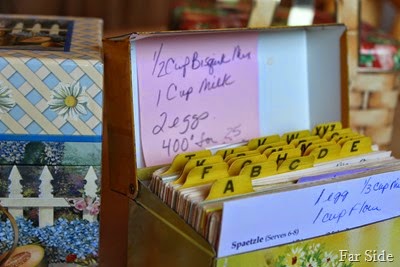 1/2 Cup Bisquick
1 Cup Milk
2 eggs
400° for 25
XYZ
V W
T U
A B C D E F
1 egg 1/3 Cup
1 cup Flour
Spaetzle (Serves 6-8)
Far Side